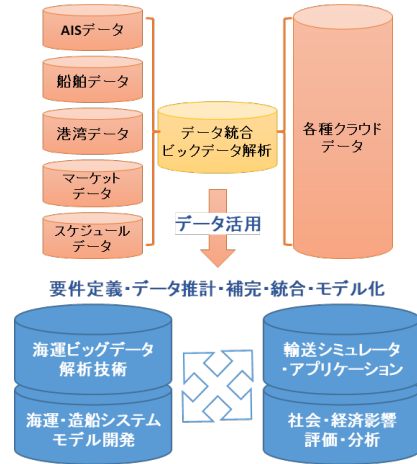 AISデータ
船舶データ
港湾データ
マーケット
データ
スケジュール
データ
データ統合
ビックデータ解析
各種クラウド
データ
データ活用
要件定義・データ推計・補完・統合・モデル化
海運ビッグデータ
解析技術
海運・造船システム
モデル開発
輸送シミュレータ
・アプリケーション
社会・経済影響
評価・分析